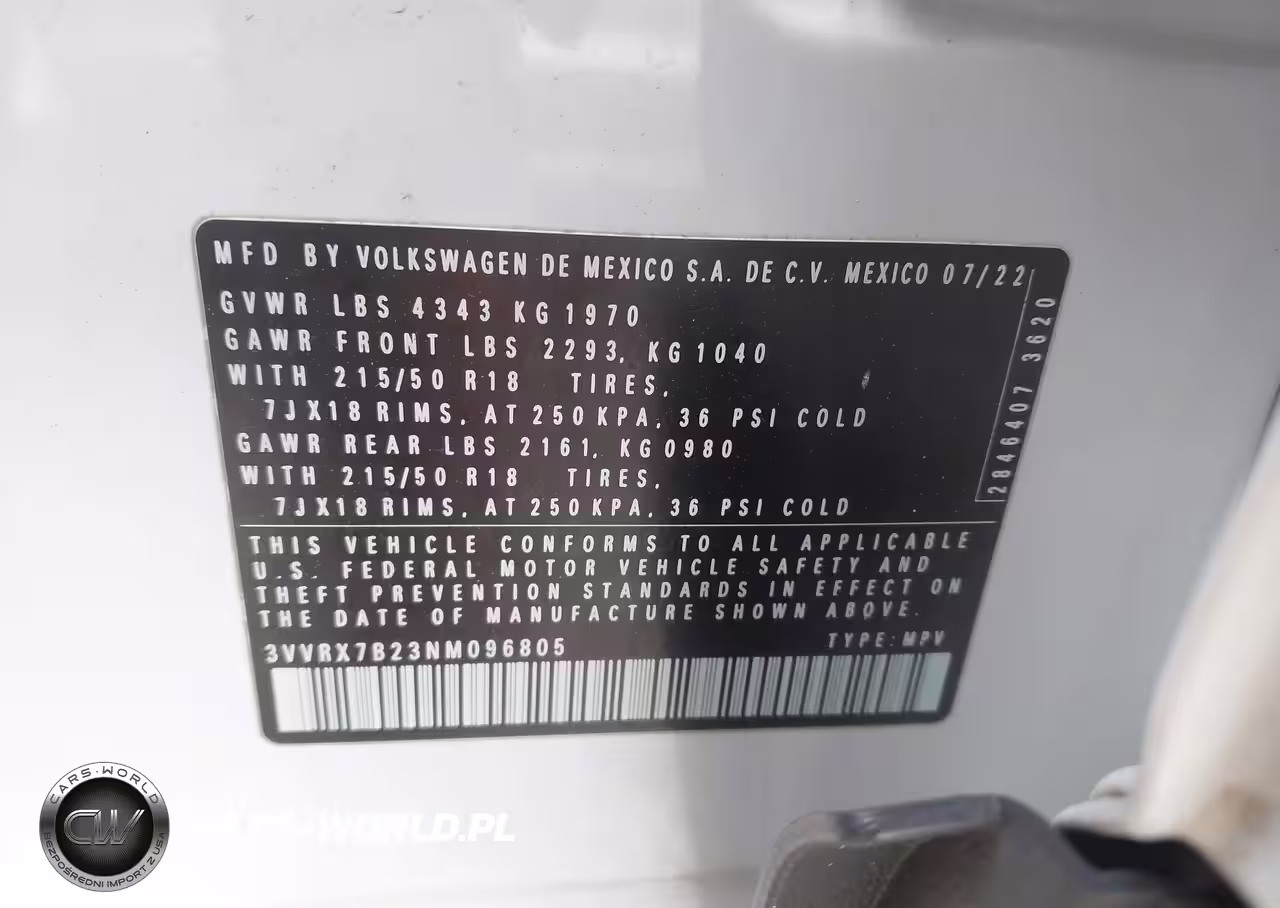 MFD BY VOLKSWAGEN DE MEXICO S.A. DE C.V. MEXICO 07/22
GVWR LBS 4343 KG 1970
GAWR FRONT LBS 2293, KG 1040
WITH 215/50 R18 TIRES,
7JX18 RIMS, AT 250 KPA, 36 PSI COLD
GAWR REAR LBS 2161, KG 0980
WITH 215/50 R18 TIRES,
7JX18 RIMS, AT 250 KPA, 36 PSI COLD
2846407 3620
THIS VEHICLE CONFORMS TO ALL APPLICABLE
U.S. FEDERAL MOTOR VEHICLE SAFETY AND
THEFT PREVENTION STANDARDS IN EFFECT ON
THE DATE OF MANUFACTURE SHOWN ABOVE.
3VVRX7B23NM096805 TYPE: MPV
CARS-WORLD
CW
BEZPOŚREDNI IMPORT Z USA
-WORLD.PL